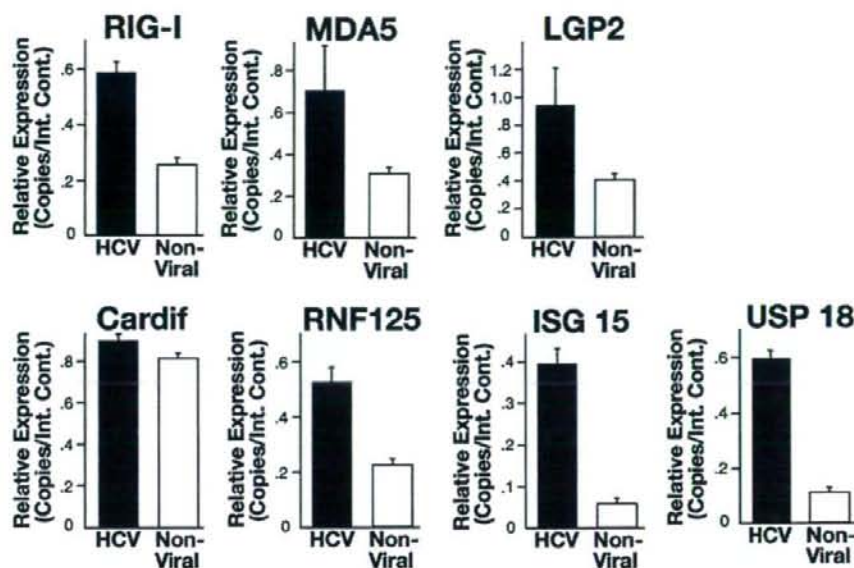 RIG-I
Relative Expression
(Copies/Int. Cont.)
.6
.4
.2
0
HCV
Non-
Viral
MDA5
Relative Expression
(Copies/Int. Cont.)
.8
.6
.4
.2
0
HCV
Non-
Viral
LGP2
Relative Expression
(Copies/Int. Cont.)
1.2
1.0
.8
.6
0.4
.2
0
HCV
Non-
Viral
Cardif
Relative Expression
(Copies/Int. Cont.)
.8
.6
.4
.2
0
HCV
Non-
Viral
RNF125
Relative Expression
(Copies/Int. Cont.)
.6
.4
.2
0
HCV
Non-
Viral
ISG 15
Relative Expression
(Copies/Int. Cont.)
.4
.3
.1
.1
0
HCV
Non-
Viral
USP 18
Relative Expression
(Copies/Int. Cont.)
.6
.4
.2
0
HCV
Non-
Viral